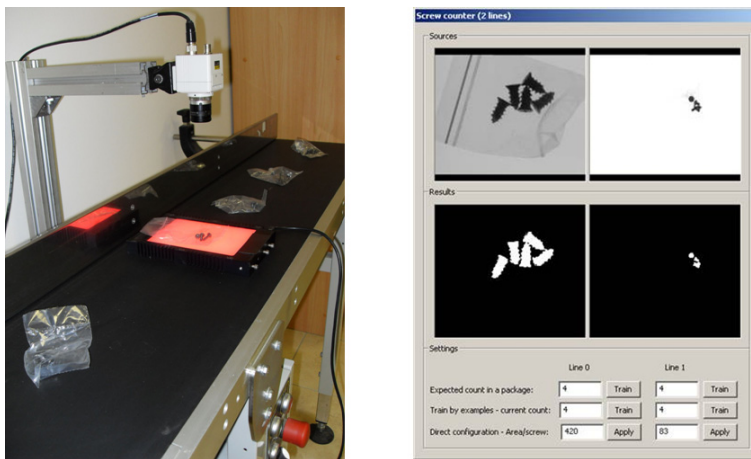 Screw counter (2 lines)
Sources
Results
Settings
Line 0 Line 1
Expected count in a package: 4 Train 4 Train
Train by examples - current count: 4 Train 4 Train
Direct configuration - Area/screw: 420 Apply 83 Apply